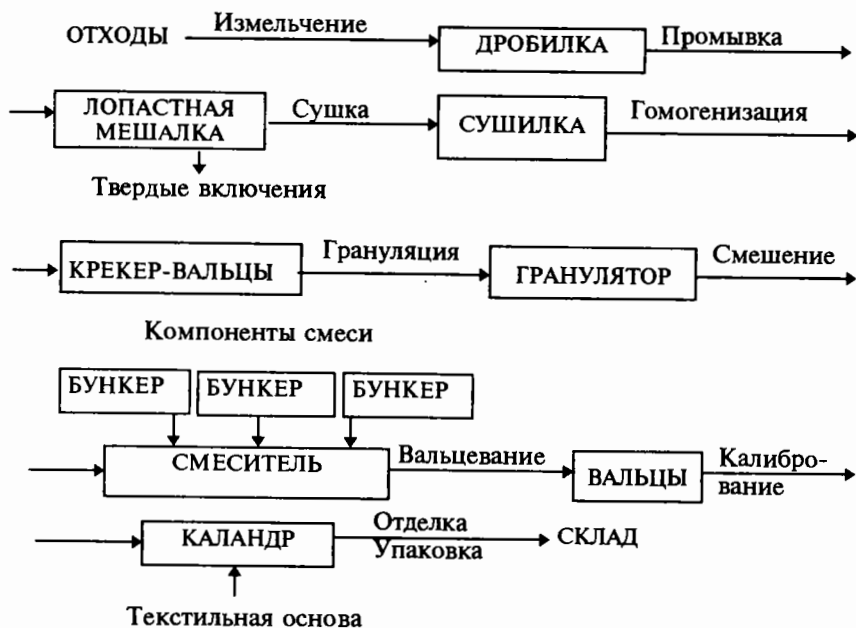 ОТХОДЫ Измельчение ДРОБИЛКА Промывка
ЛОПАСТНАЯ МЕШАЛКА Сушка СУШИЛКА Гомогенизация
Твердые включения
КРЕКЕР-ВАЛЬЦЫ Грануляция ГРАНУЛЯТОР Смешение
Компоненты смеси
БУНКЕР БУНКЕР БУНКЕР
СМЕСИТЕЛЬ Вальцевание ВАЛЬЦЫ Калибро-
вание
КАЛАНДР Отделка СКЛАД
Упаковка
Текстильная основа